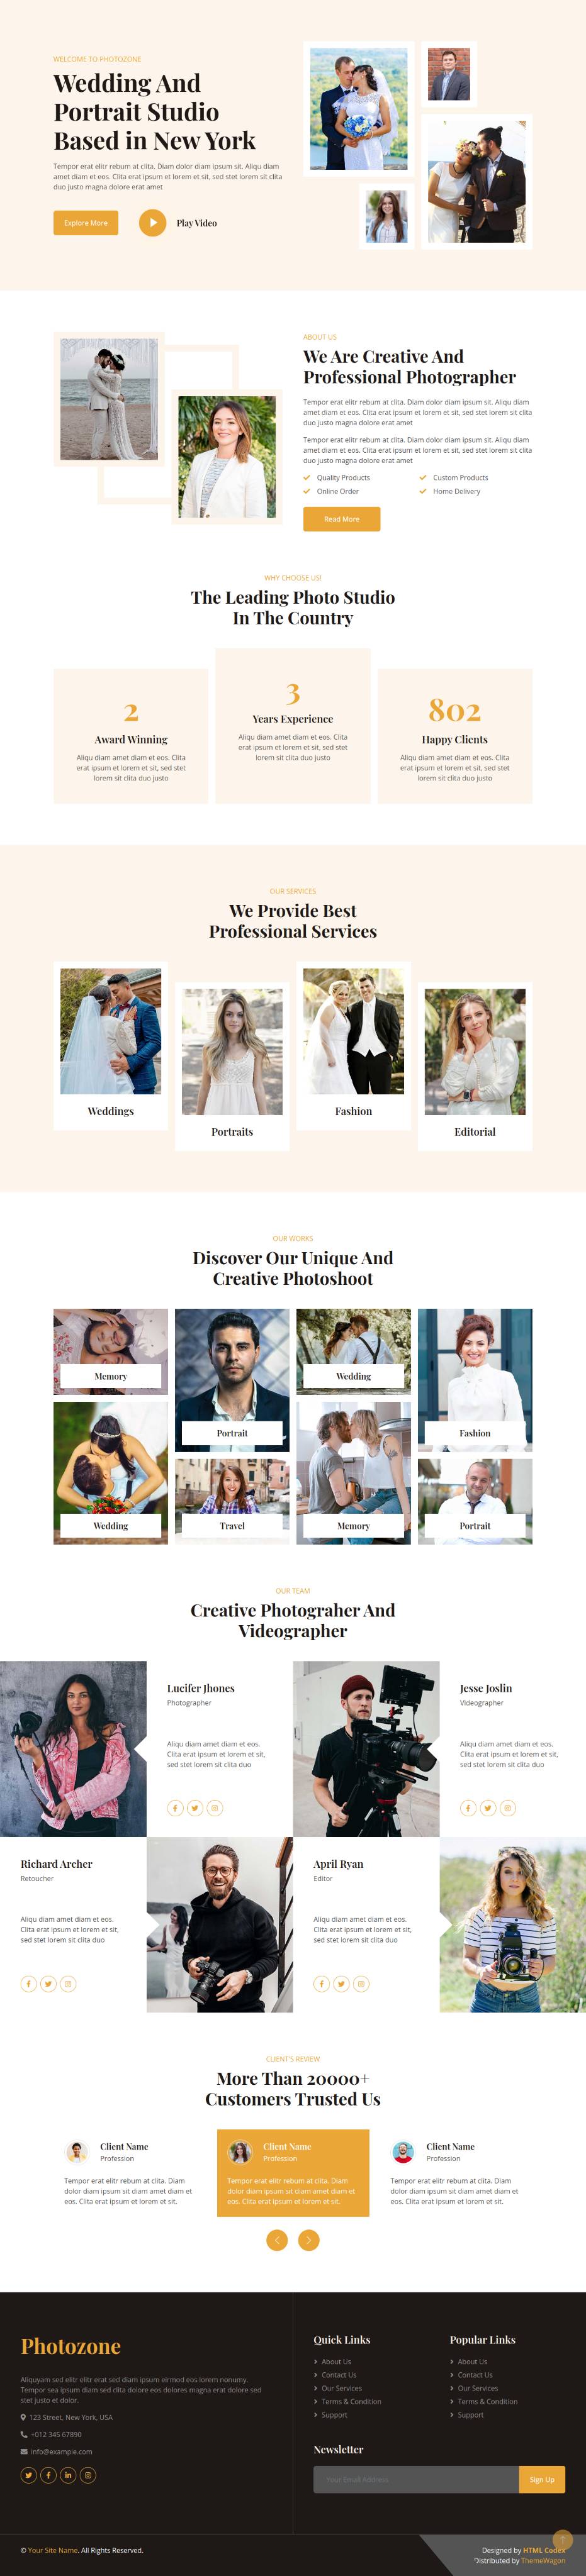 WELCOME TO PHOTOZONE
Wedding And
Portrait Studio
Based in New York
Tempor erat elitr rebum at clita. Diam dolor diam ipsum sit. Aliqu diam
amet diam et eos. Clita erat ipsum et lorem et sit, sed stet lorem sit clita
duo justo magna dolore erat amet
Explore More
Play Video
ABOUT US
We Are Creative And
Professional Photographer
Tempor erat elitr rebum at clita. Diam dolor diam ipsum sit. Aliqu diam
amet diam et eos. Clita erat ipsum et lorem et sit, sed stet lorem sit clita
duo justo magna dolore erat amet
Tempor erat elitr rebum at clita. Diam dolor diam ipsum sit. Aliqu diam
amet diam et eos. Clita erat ipsum et lorem et sit, sed stet lorem sit clita
duo justo magna dolore erat amet
Quality Products
Custom Products
Online Order
Home Delivery
Read More
WHY CHOOSE US!
The Leading Photo Studio
In The Country
2
Award Winning
Aliqu diam amet diam et eos. Clita
erat ipsum et lorem et sit, sed stet
lorem sit clita duo justo
3
Years Experience
Aliqu diam amet diam et eos. Clita
erat ipsum et lorem et sit, sed stet
lorem sit clita duo justo
802
Happy Clients
Aliqu diam amet diam et eos. Clita
erat ipsum et lorem et sit, sed stet
lorem sit clita duo justo
OUR SERVICES
We Provide Best
Professional Services
Weddings
Portraits
Fashion
Editorial
OUR WORKS
Discover Our Unique And
Creative Photoshoot
Memory
Portrait
Wedding
Fashion
Wedding
Travel
Memory
Portrait
OUR TEAM
Creative Photograher And
Videographer
Lucifer Jhones
Photographer
Aliqu diam amet diam et eos.
Clita erat ipsum et lorem et sit,
sed stet lorem sit clita duo
Jesse Joslin
Videographer
Aliqu diam amet diam et eos.
Clita erat ipsum et lorem et sit,
sed stet lorem sit clita duo
Richard Archer
Retoucher
Aliqu diam amet diam et eos.
Clita erat ipsum et lorem et sit,
sed stet lorem sit clita duo
April Ryan
Editor
Aliqu diam amet diam et eos.
Clita erat ipsum et lorem et sit,
sed stet lorem sit clita duo
CLIENT'S REVIEW
More Than 20000+
Customers Trusted Us
Client Name
Profession
Tempor erat elitr rebum at clita. Diam
dolor diam ipsum sit diam amet diam et
eos. Clita erat ipsum et lorem et sit.
Client Name
Profession
Tempor erat elitr rebum at clita. Diam
dolor diam ipsum sit diam amet diam et
eos. Clita erat ipsum et lorem et sit.
Client Name
Profession
Tempor erat elitr rebum at clita. Diam
dolor diam ipsum sit diam amet diam et
eos. Clita erat ipsum et lorem et sit.
Photozone
Aliquyam sed elitr elitr erat sed diam ipsum eirmod eos lorem nonumy.
Tempor sea ipsum diam sed clita dolore eos dolores magna erat dolore sed
stet justo et dolor.
123 Street, New York, USA
+012 345 67890
info@example.com
Quick Links
About Us
Contact Us
Our Services
Terms & Condition
Support
Popular Links
About Us
Contact Us
Our Services
Terms & Condition
Support
Newsletter
Your Email Address
Sign Up
© Your Site Name, All Rights Reserved.
Designed by HTML Codex
Distributed by ThemeWagon